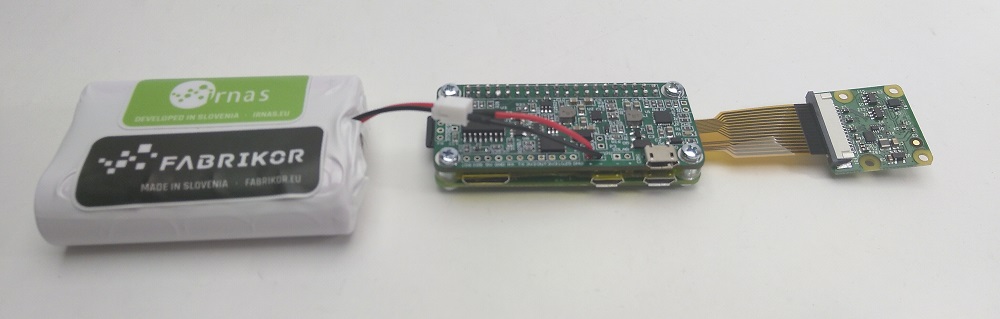 irnas
DEVELOPED IN SLOVENIA · IRNAS.EU
FABRIKOR
MADE IN SLOVENIA · FABRIKOR.EU